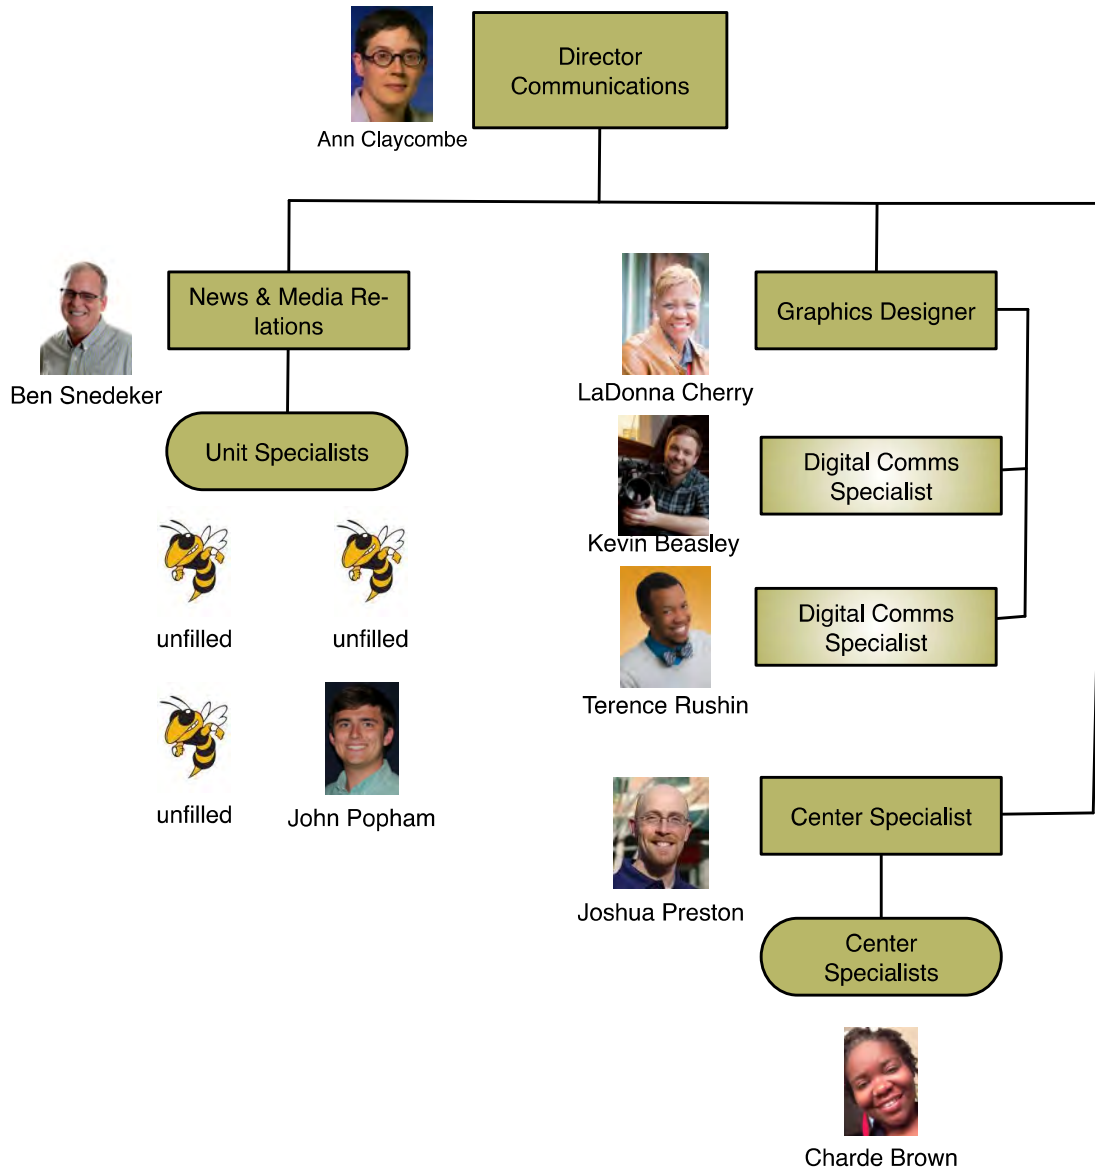 Director
Communications
Ann Claycombe
News & Media Re-
lations
Ben Snedeker
Unit Specialists
unfilled
unfilled
unfilled
John Popham
Graphics Designer
LaDonna Cherry
Digital Comms
Specialist
Kevin Beasley
Digital Comms
Specialist
Terence Rushin
Center Specialist
Joshua Preston
Center
Specialists
Charde Brown